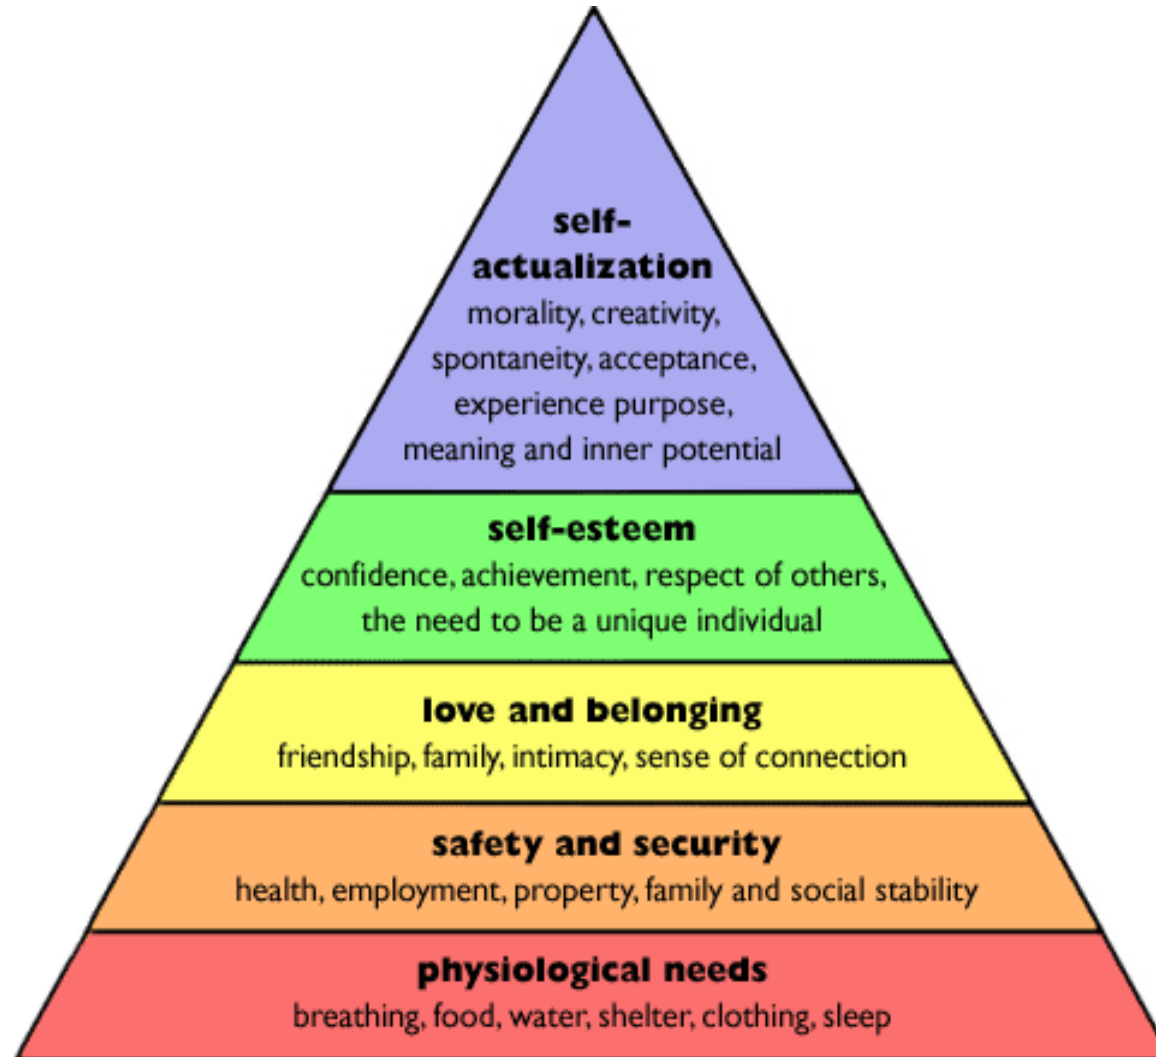 self-
actualization
morality, creativity,
spontaneity, acceptance,
experience purpose,
meaning and inner potential
self-esteem
confidence, achievement, respect of others,
the need to be a unique individual
love and belonging
friendship, family, intimacy, sense of connection
safety and security
health, employment, property, family and social stability
physiological needs
breathing, food, water, shelter, clothing, sleep